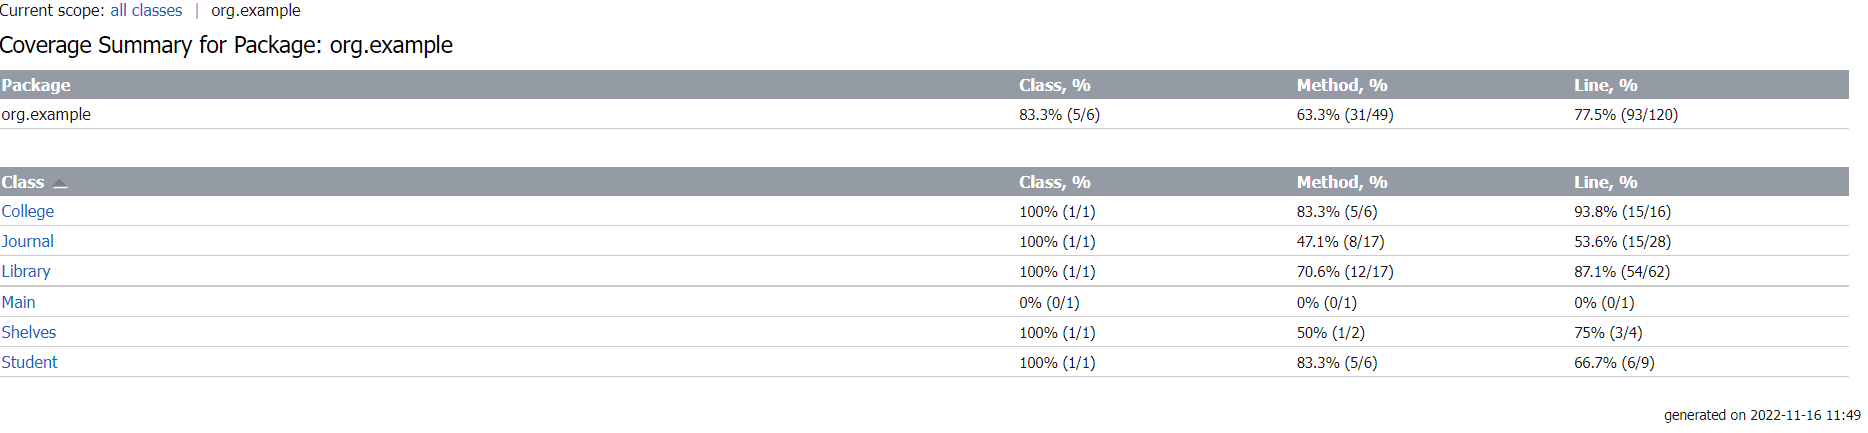 Current scope: all classes | org.example
Coverage Summary for Package: org.example
Package Class, % Method, % Line, %
org.example 83.3% (5/6) 63.3% (31/49) 77.5% (93/120)
Class Class, % Method, % Line, %
College 100% (1/1) 83.3% (5/6) 93.8% (15/16)
Journal 100% (1/1) 47.1% (8/17) 53.6% (15/28)
Library 100% (1/1) 70.6% (12/17) 87.1% (54/62)
Main 0% (0/1) 0% (0/1) 0% (0/1)
Shelves 100% (1/1) 50% (1/2) 75% (3/4)
Student 100% (1/1) 83.3% (5/6) 66.7% (6/9)
generated on 2022-11-16 11:49